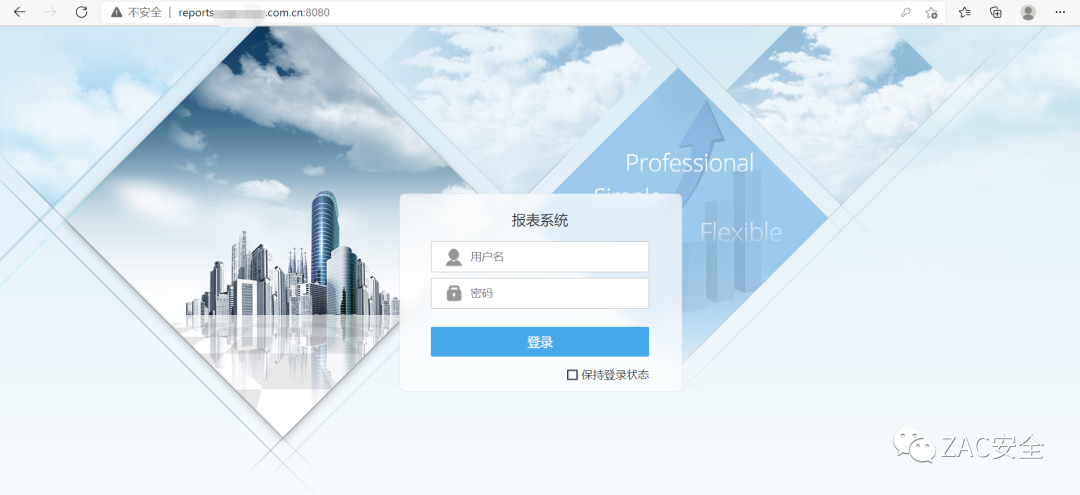 不安全 | reports .com.cn:8080
Professional
Simple
Flexible
报表系统
用户名
密码
登录
保持登录状态
ZAC安全